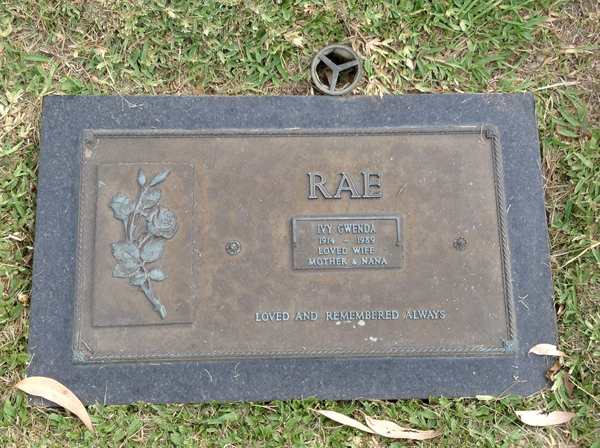 RAE
IVY GWENDA
1914 - 1989
LOVED WIFE
MOTHER & NANA
LOVED AND REMEMBERED ALWAYS